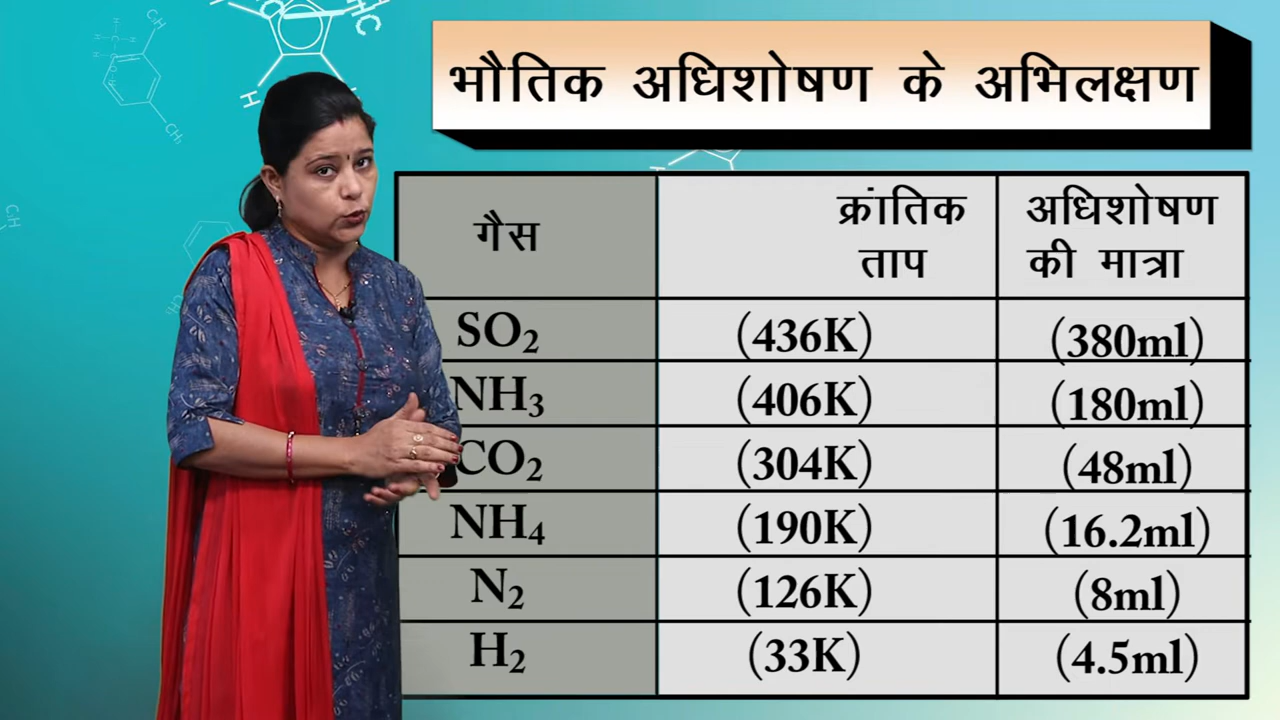 भौतिक अधिशोषण के अभिलक्षण
गैस क्रांतिक ताप अधिशोषण की मात्रा
SO₂ (436K) (380ml)
NH₃ (406K) (180ml)
CO₂ (304K) (48ml)
NH₄ (190K) (16.2ml)
N₂ (126K) (8ml)
H₂ (33K) (4.5ml)